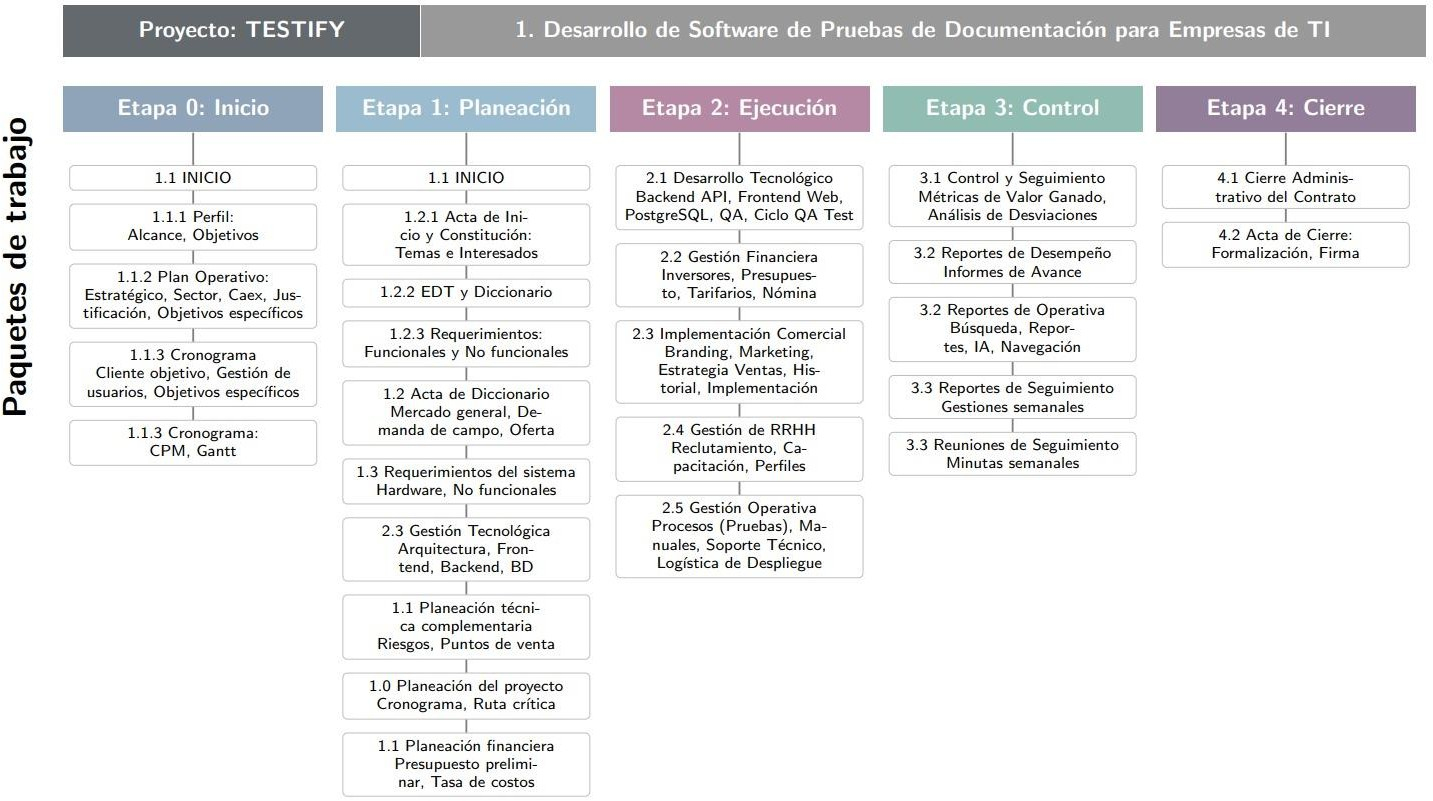 Proyecto: TESTIFY
1. Desarrollo de Software de Pruebas de Documentación para Empresas de TI
Paquetes de trabajo
Etapa 0: Inicio
1.1 INICIO
1.1.1 Perfil:
Alcance, Objetivos
1.1.2 Plan Operativo:
Estratégico, Sector, Caex, Jus-
tificación, Objetivos específicos
1.1.3 Cronograma
Cliente objetivo, Gestión de
usuarios, Objetivos específicos
1.1.3 Cronograma:
CPM, Gantt
Etapa 1: Planeación
1.1 INICIO
1.2.1 Acta de Ini-
cio y Constitución:
Temas e Interesados
1.2.2 EDT y Diccionario
1.2.3 Requerimientos:
Funcionales y No funcionales
1.2 Acta de Diccionario
Mercado general, De-
manda de campo, Oferta
1.3 Requerimientos del sistema
Hardware, No funcionales
2.3 Gestión Tecnológica
Arquitectura, Fron-
tend, Backend, BD
1.1 Planeación técni-
ca complementaria
Riesgos, Puntos de venta
1.0 Planeación del proyecto
Cronograma, Ruta crítica
1.1 Planeación financiera
Presupuesto prelimi-
nar, Tasa de costos
Etapa 2: Ejecución
2.1 Desarrollo Tecnológico
Backend API, Frontend Web,
PostgreSQL, QA, Ciclo QA Test
2.2 Gestión Financiera
Inversores, Presupues-
to, Tarifarios, Nómina
2.3 Implementación Comercial
Branding, Marketing,
Estrategia Ventas, His-
torial, Implementación
2.4 Gestión de RRHH
Reclutamiento, Ca-
pacitación, Perfiles
2.5 Gestión Operativa
Procesos (Pruebas), Ma-
nuales, Soporte Técnico,
Logística de Despliegue
Etapa 3: Control
3.1 Control y Seguimiento
Métricas de Valor Ganado,
Análisis de Desviaciones
3.2 Reportes de Desempeño
Informes de Avance
3.2 Reportes de Operativa
Búsqueda, Repor-
tes, IA, Navegación
3.3 Reportes de Seguimiento
Gestiones semanales
3.3 Reuniones de Seguimiento
Minutas semanales
Etapa 4: Cierre
4.1 Cierre Adminis-
trativo del Contrato
4.2 Acta de Cierre:
Formalización, Firma